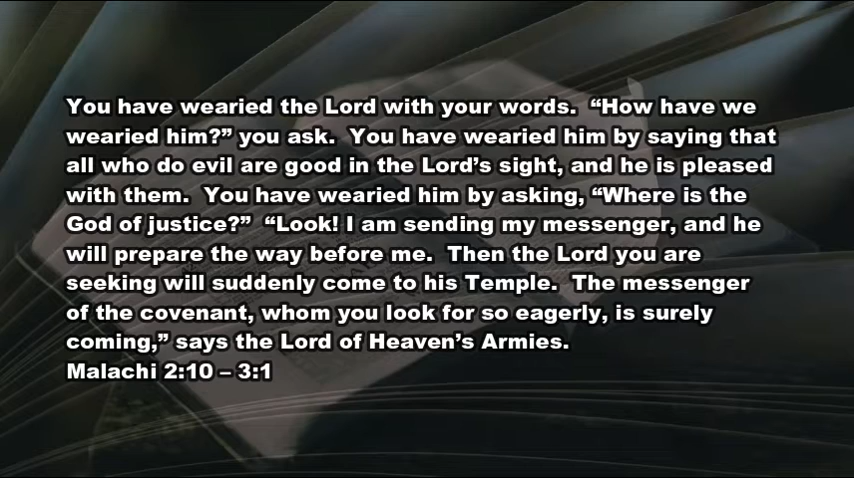 You have wearied the Lord with your words.  “How have we
wearied him?” you ask.  You have wearied him by saying that
all who do evil are good in the Lord’s sight, and he is pleased
with them.  You have wearied him by asking, “Where is the
God of justice?”  “Look! I am sending my messenger, and he
will prepare the way before me.  Then the Lord you are
seeking will suddenly come to his Temple.  The messenger
of the covenant, whom you look for so eagerly, is surely
coming,” says the Lord of Heaven’s Armies.
Malachi 2:10 – 3:1